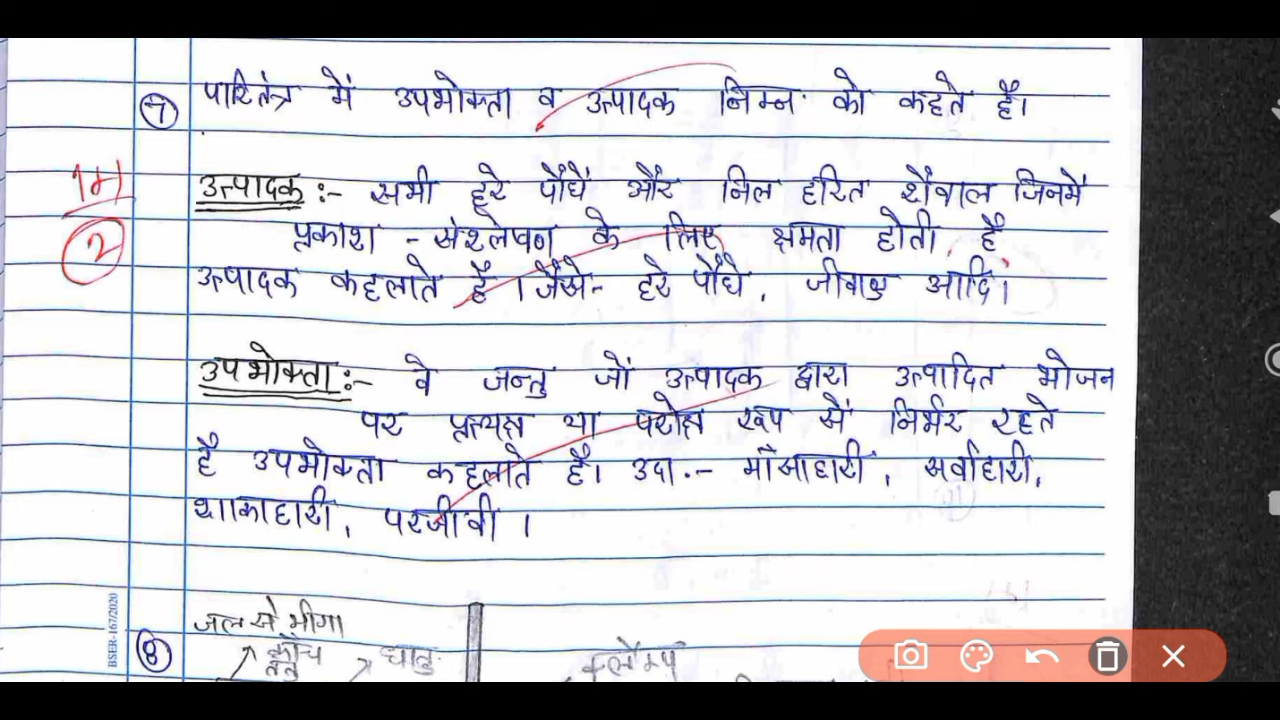 7 पारितंत्र में उपभोक्ता व उत्पादक निम्न को कहते है।
1+1
2
उत्पादक :- सभी हरे पौधें और निल हरित शैवाल जिनमें
प्रकाश - संश्लेषण के लिए क्षमता होती है
उत्पादक कहलाते है । जैसे- हरे पौधे, जीवाणु आदि।
उपभोक्ता :- वे जन्तु जों उत्पादक द्वारा उत्पादित भोजन
पर प्रत्यक्ष या परोक्ष रूप सें निर्भर रहते
है उपभोक्ता कहलाते है। उदा .- माँसाहारी, सर्वाहारी,
शाकाहारी, परजीवी ।
BSER-167/2020
8 जल से भीगा
धातु